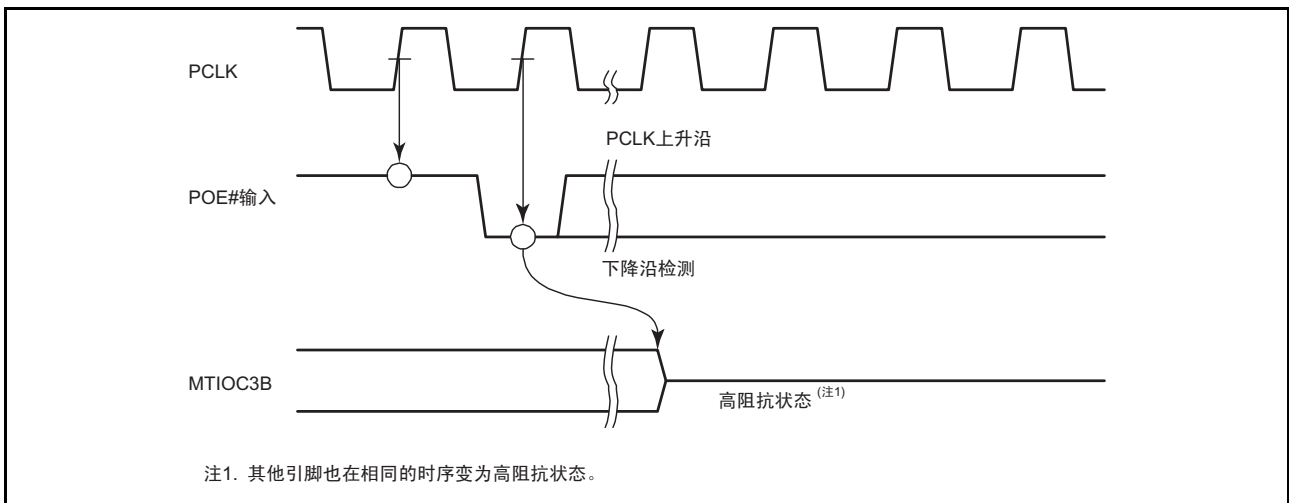 PCLK
PCLK上升沿
POE#输入
下降沿检测
MTIOC3B
高阻抗状态 (注1)
注1. 其他引脚也在相同的时序变为高阻抗状态。